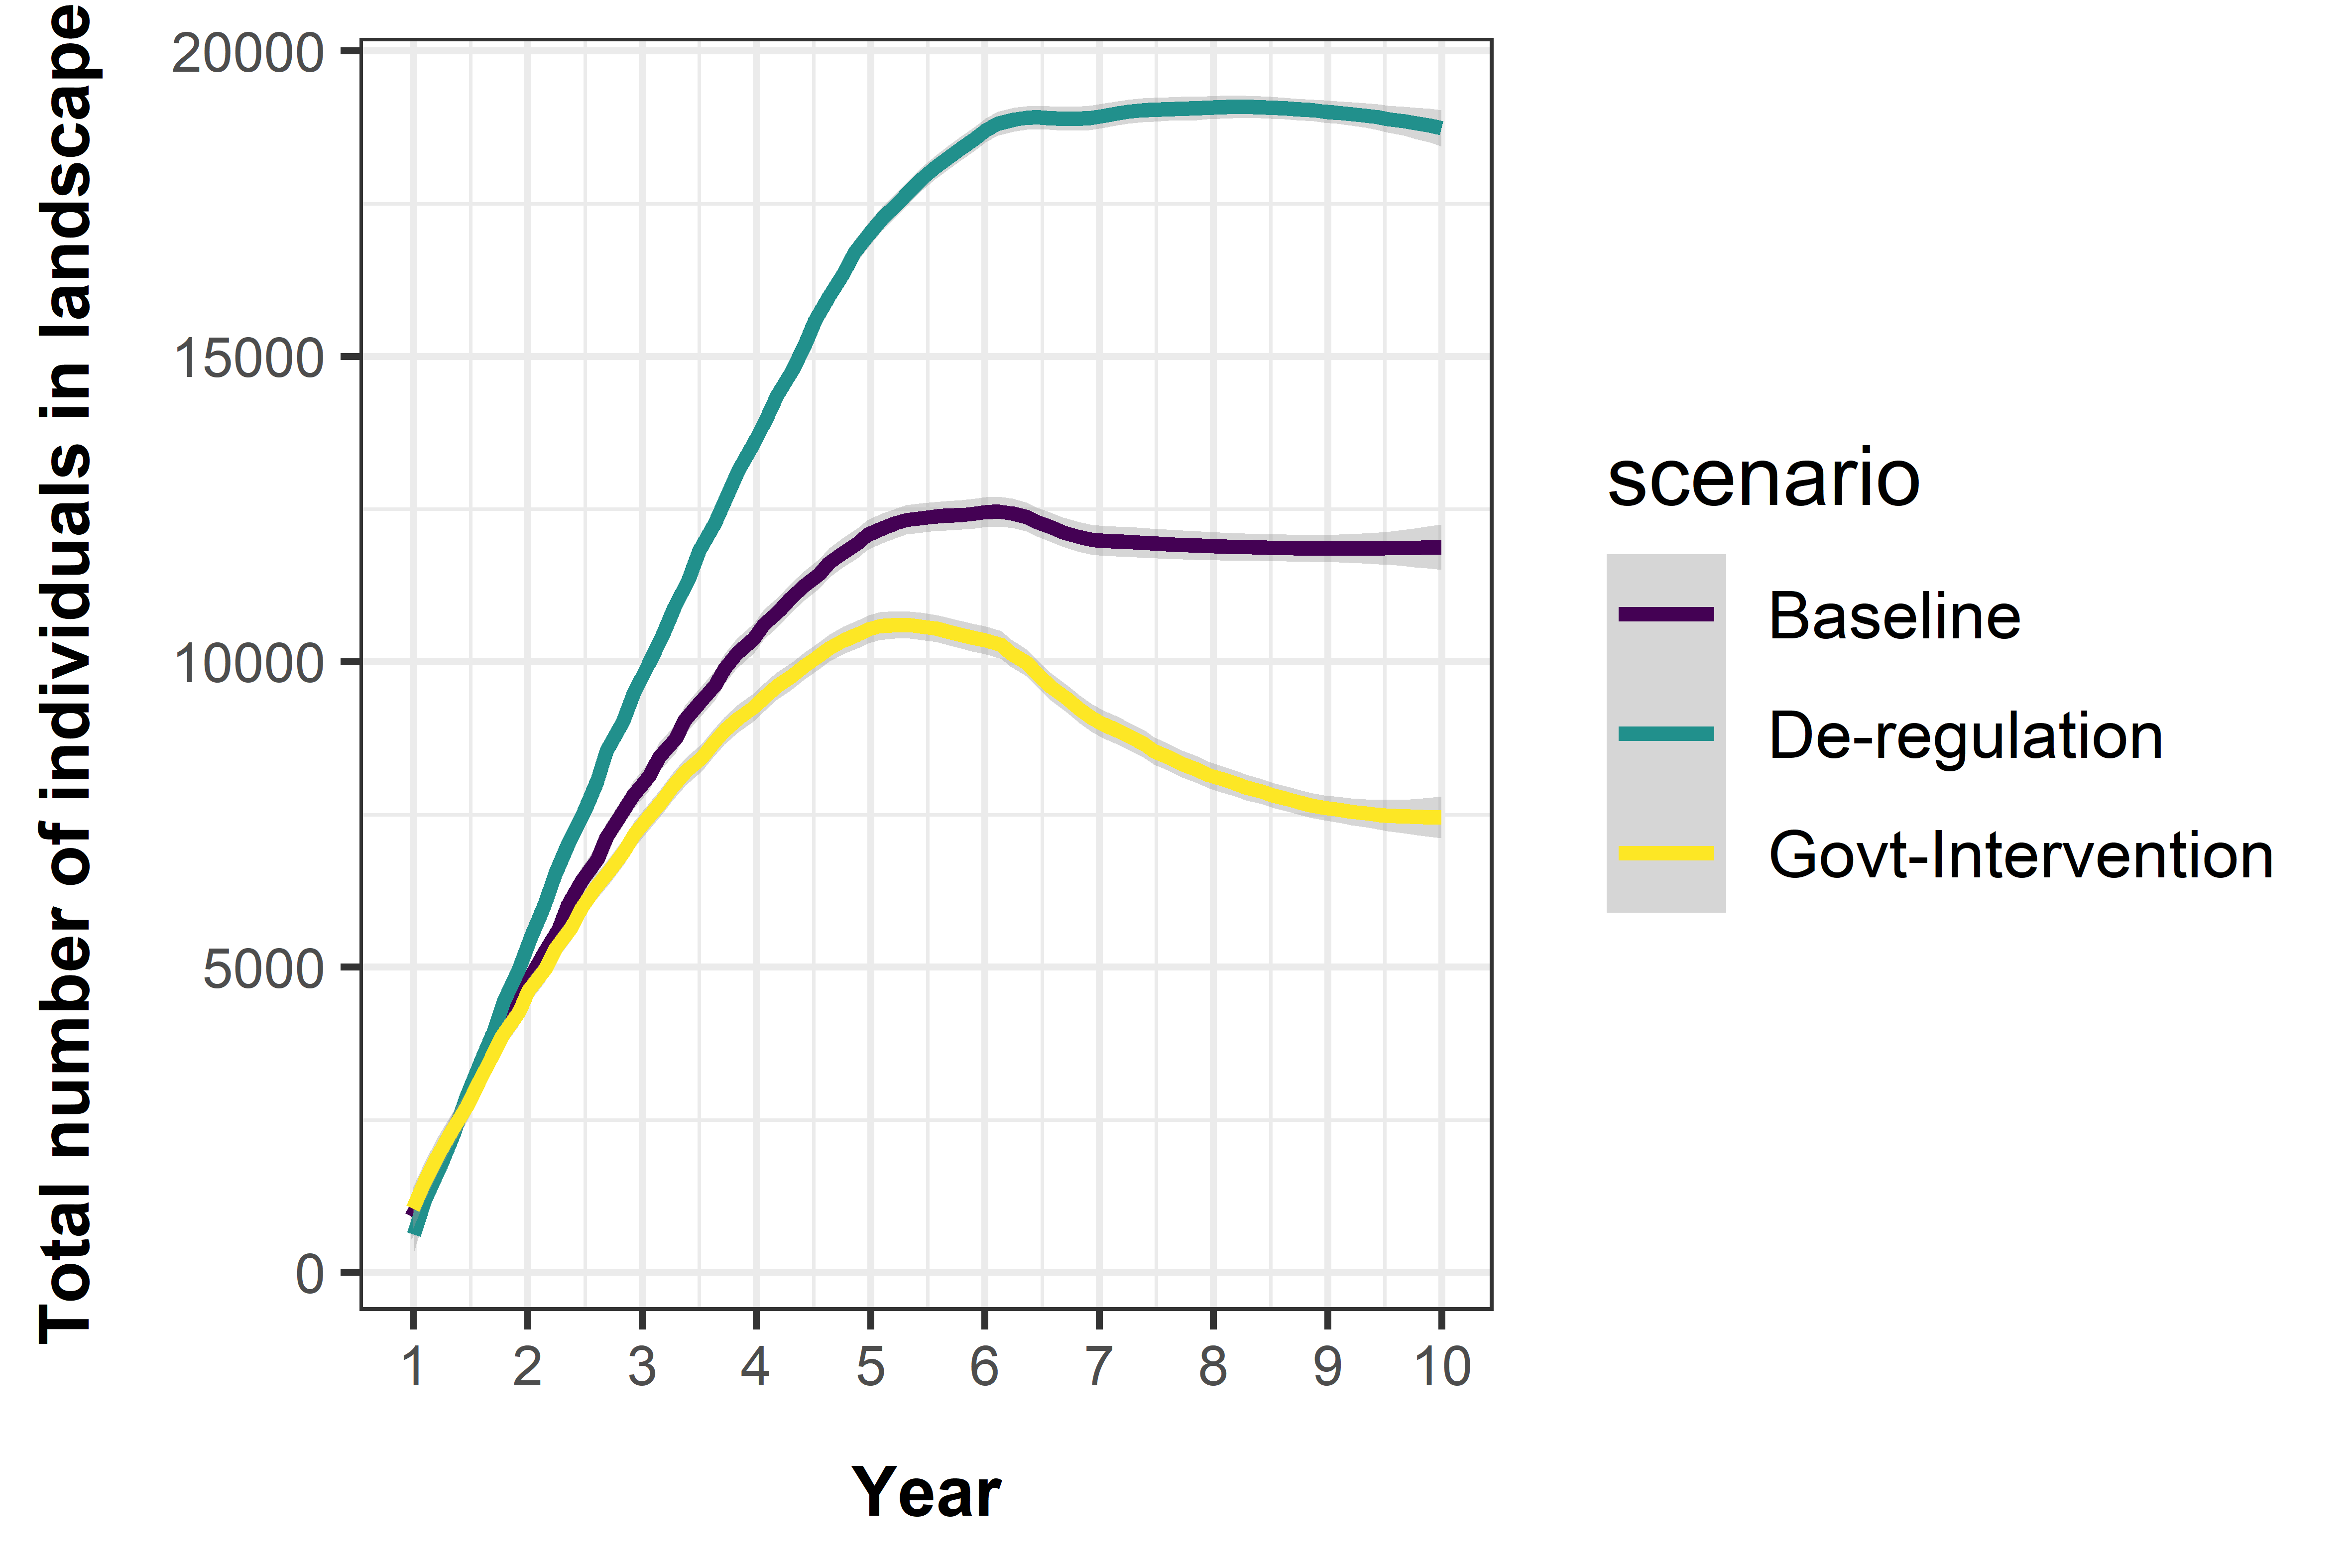 Total number of individuals in landscape
20000
15000
10000
5000
0
1 2 3 4 5 6 7 8 9 10
Year
scenario
Baseline
De-regulation
Govt-Intervention